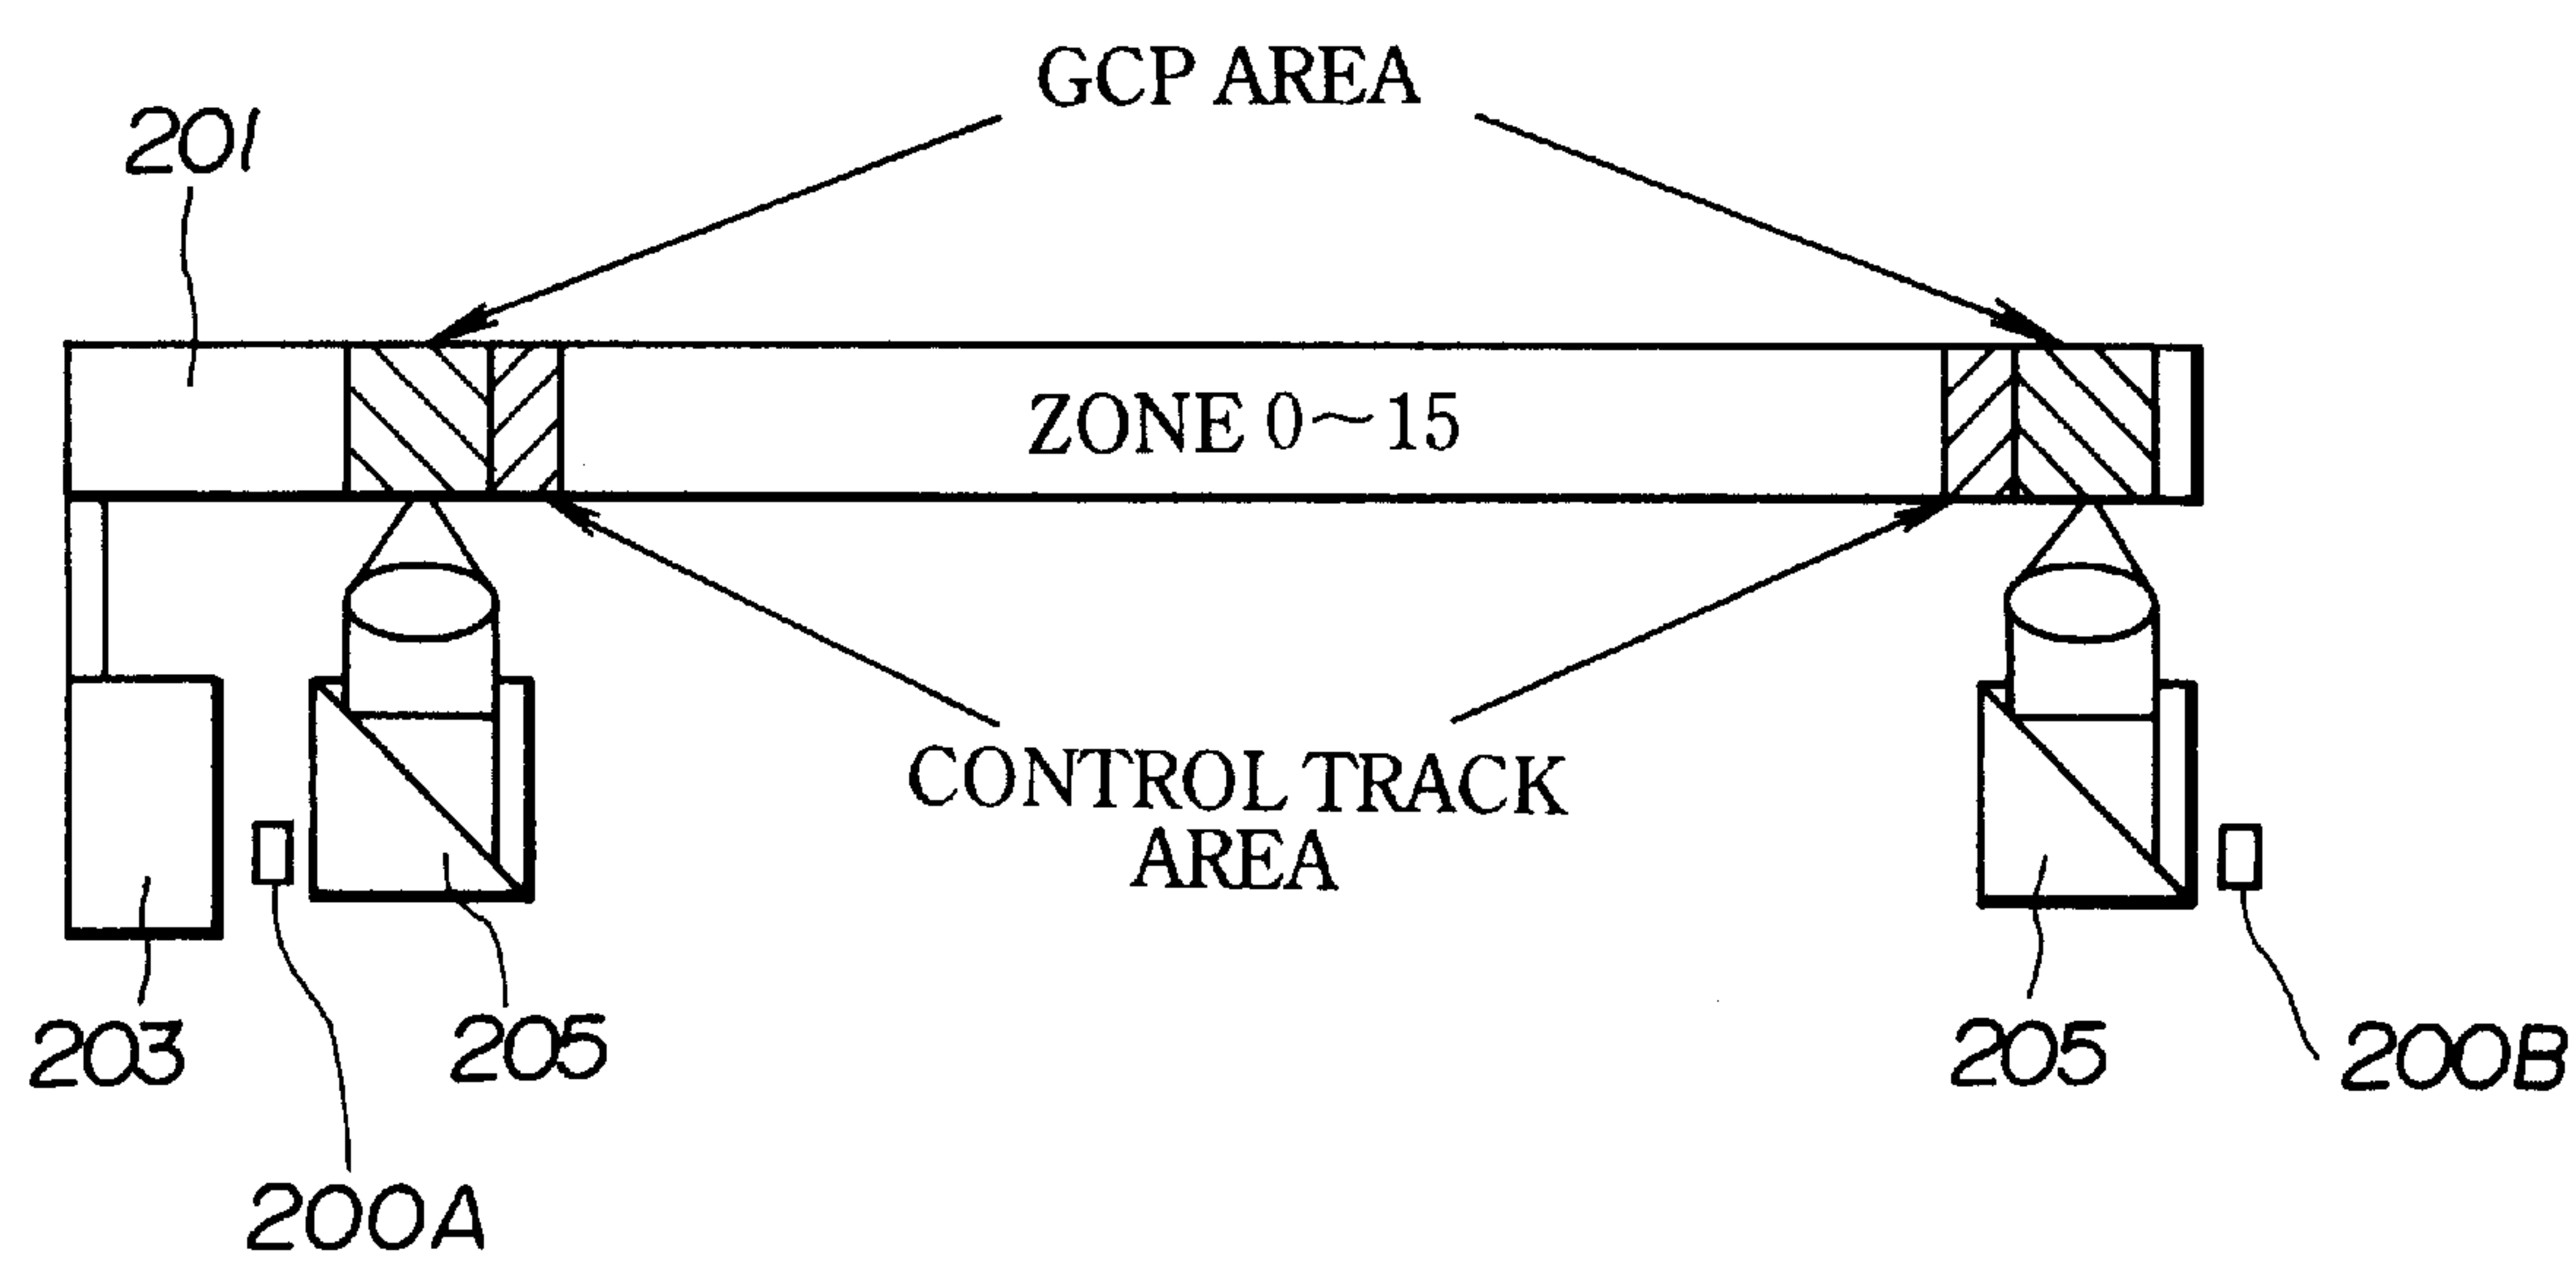 GCP AREA
201
ZONE 0~15
CONTROL TRACK
AREA
203
205
205
200B
200A